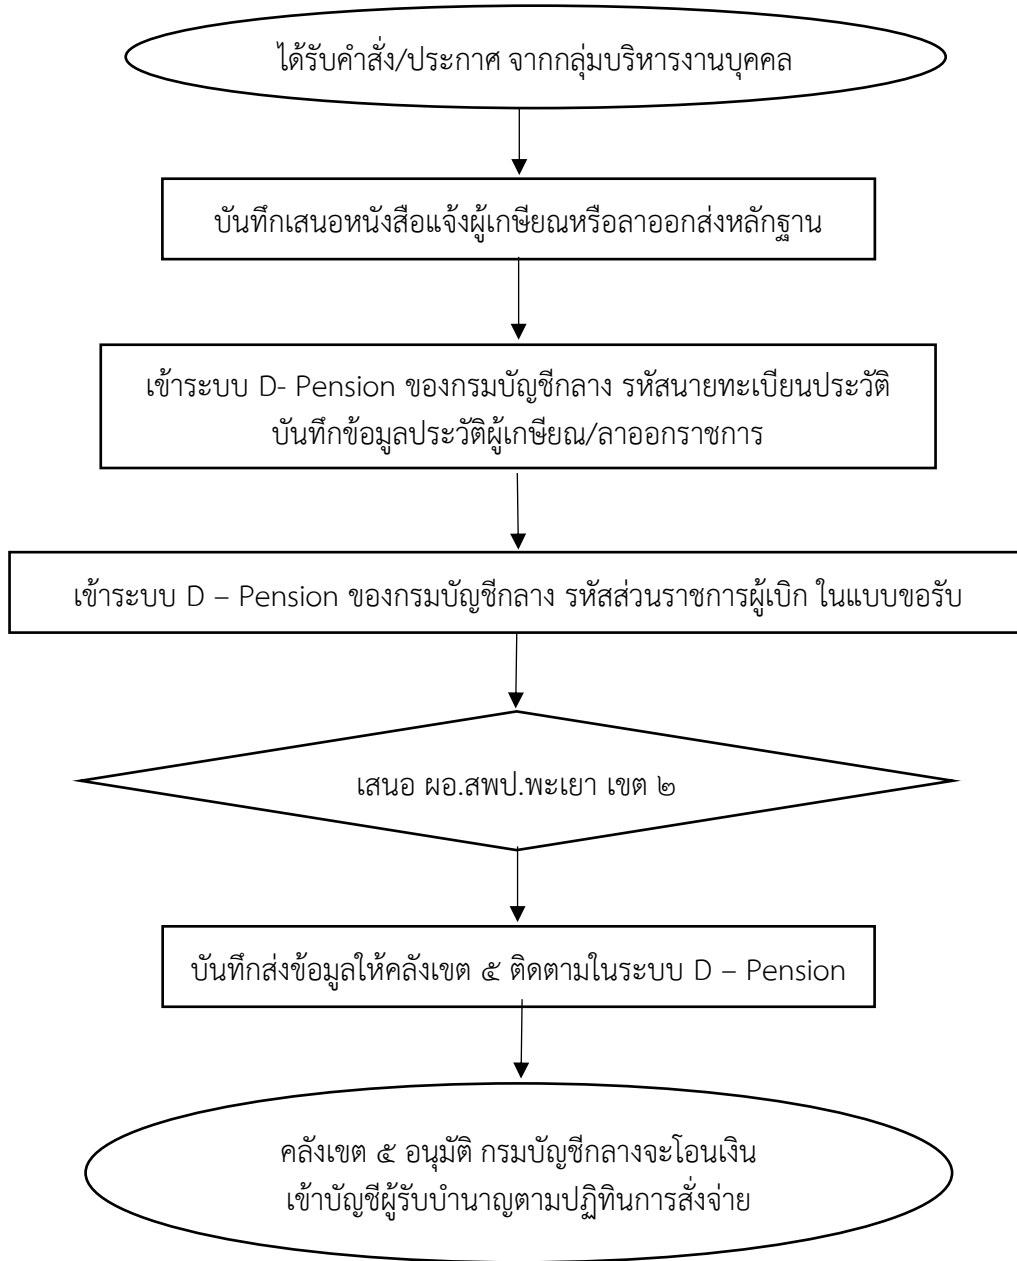 ได้รับคำสั่ง/ประกาศ จากกลุ่มบริหารงานบุคคล
บันทึกเสนอหนังสือแจ้งผู้เกษียณหรือลาออกส่งหลักฐาน
เข้าระบบ D- Pension ของกรมบัญชีกลาง รหัสนายทะเบียนประวัติ
บันทึกข้อมูลประวัติผู้เกษียณ/ลาออกราชการ
เข้าระบบ D – Pension ของกรมบัญชีกลาง รหัสส่วนราชการผู้เบิก ในแบบขอรับ
เสนอ ผอ.สพป.พะเยา เขต ๒
บันทึกส่งข้อมูลให้คลังเขต ๕ ติดตามในระบบ D – Pension
คลังเขต ๕ อนุมัติ กรมบัญชีกลางจะโอนเงิน
เข้าบัญชีผู้รับบำนาญตามปฏิทินการสั่งจ่าย